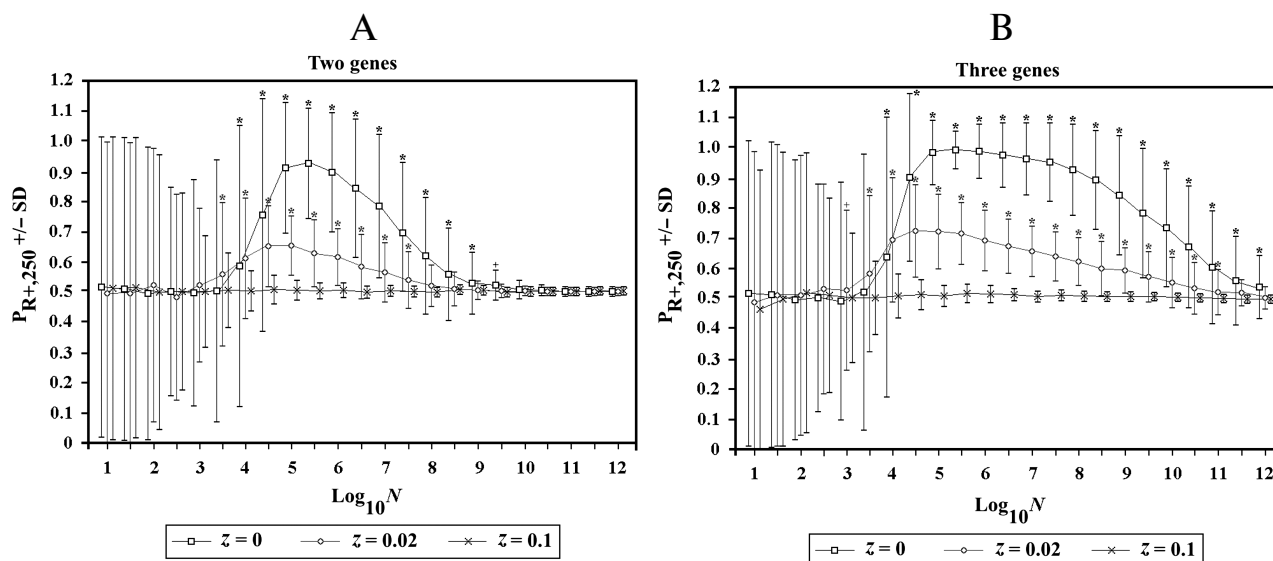 A
Two genes
1.2
1.1
1.0
0.9
0.8
0.7
0.6
0.5
0.4
0.3
0.2
0.1
0
P R+,250 +/− SD
1 2 3 4 5 6 7 8 9 10 11 12
Log10 N
z = 0 z = 0.02 z = 0.1
B
Three genes
1.2
1.1
1.0
0.9
0.8
0.7
0.6
0.5
0.4
0.3
0.2
0.1
0
P R+,250 +/− SD
1 2 3 4 5 6 7 8 9 10 11 12
Log10 N
z = 0 z = 0.02 z = 0.1